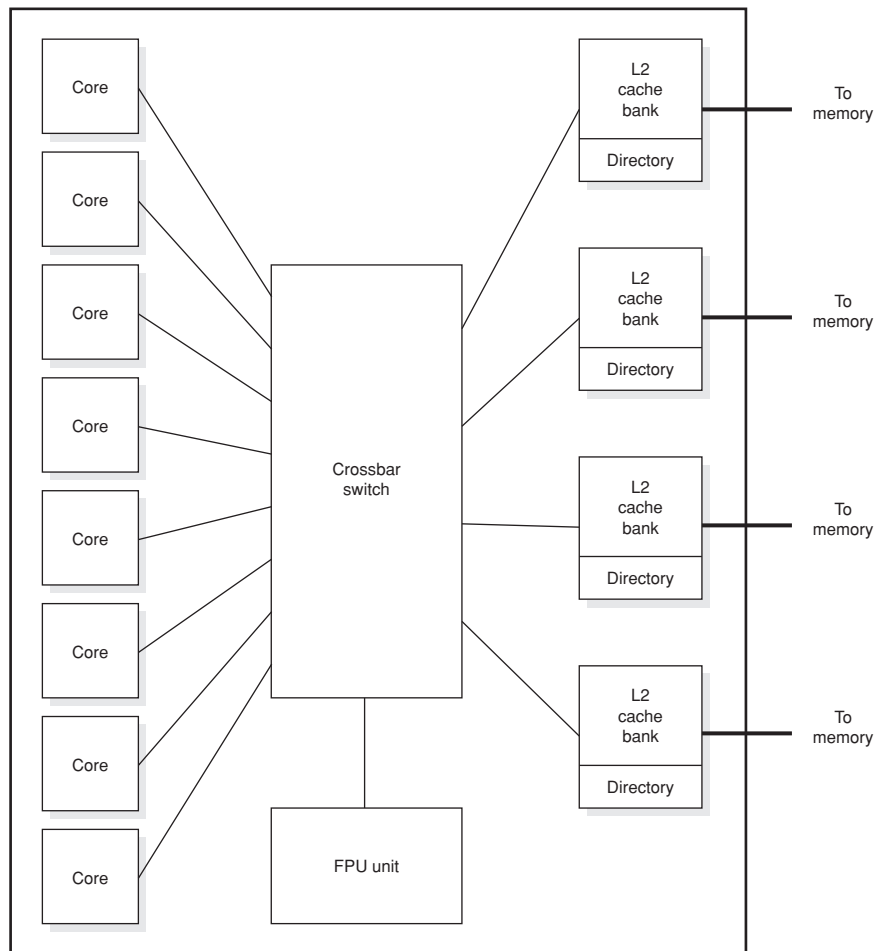 Core
Core
Core
Core
Core
Core
Core
Core
Crossbar
switch
FPU unit
L2
cache
bank
Directory
To
memory
L2
cache
bank
Directory
To
memory
L2
cache
bank
Directory
To
memory
L2
cache
bank
Directory
To
memory